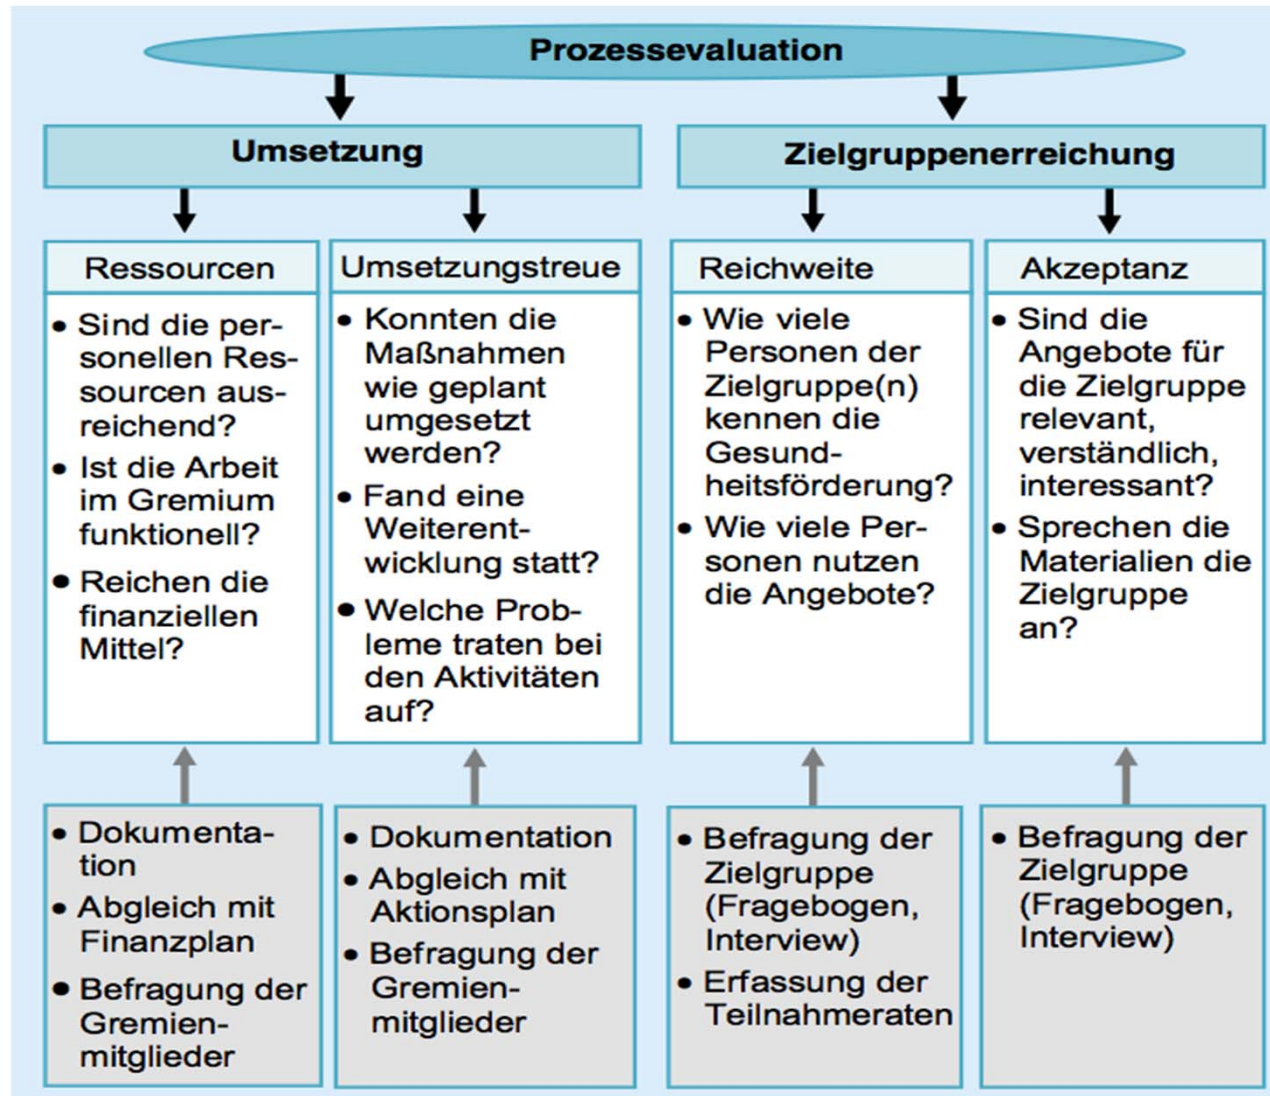 Prozessevaluation
Umsetzung
Zielgruppenerreichung
Ressourcen
• Sind die per-
sonellen Res-
sourcen aus-
reichend?
• Ist die Arbeit
im Gremium
funktionell?
• Reichen die
finanziellen
Mittel?
Umsetzungstreue
• Konnten die
Maßnahmen
wie geplant
umgesetzt
werden?
• Fand eine
Weiterent-
wicklung statt?
• Welche Prob-
leme traten bei
den Aktivitäten
auf?
Reichweite
• Wie viele
Personen der
Zielgruppe(n)
kennen die
Gesund-
heitsförderung?
• Wie viele Per-
sonen nutzen
die Angebote?
Akzeptanz
• Sind die
Angebote für
die Zielgruppe
relevant,
verständlich,
interessant?
• Sprechen die
Materialien die
Zielgruppe
an?
• Dokumenta-
tion
• Abgleich mit
Finanzplan
• Befragung der
Gremien-
mitglieder
• Dokumentation
• Abgleich mit
Aktionsplan
• Befragung der
Gremien-
mitglieder
• Befragung der
Zielgruppe
(Fragebogen,
Interview)
• Erfassung der
Teilnahmeraten
• Befragung der
Zielgruppe
(Fragebogen,
Interview)